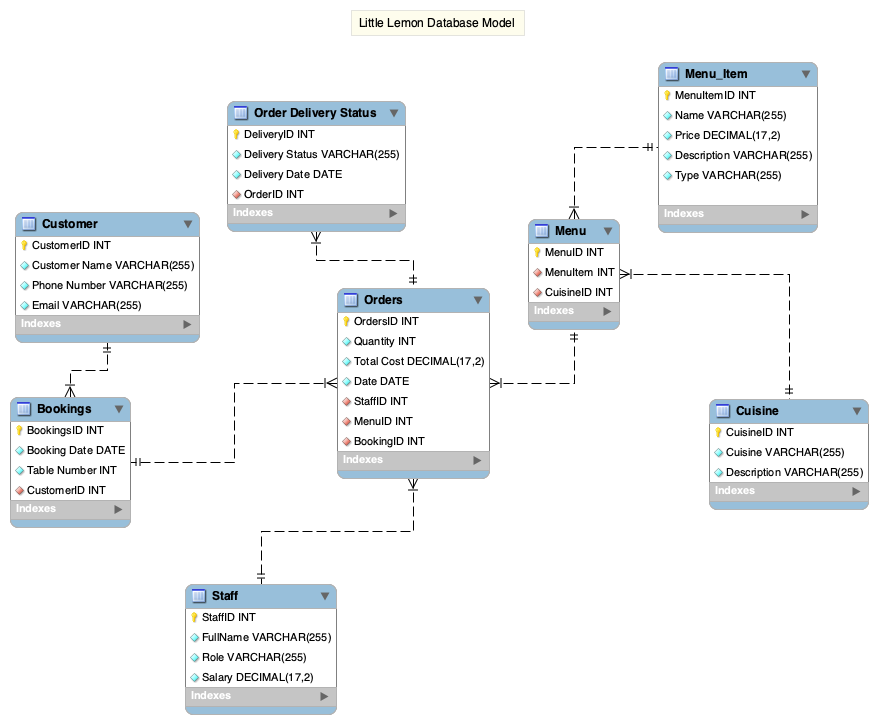 Little Lemon Database Model
Menu_Item
MenuItemID INT
Name VARCHAR(255)
Price DECIMAL(17,2)
Description VARCHAR(255)
Type VARCHAR(255)
Indexes
Order Delivery Status
DeliveryID INT
Delivery Status VARCHAR(255)
Delivery Date DATE
OrderID INT
Indexes
Customer
CustomerID INT
Customer Name VARCHAR(255)
Phone Number VARCHAR(255)
Email VARCHAR(255)
Indexes
Menu
MenuID INT
MenuItem INT
CuisineID INT
Indexes
Orders
OrdersID INT
Quantity INT
Total Cost DECIMAL(17,2)
Date DATE
StaffID INT
MenuID INT
BookingID INT
Indexes
Bookings
BookingsID INT
Booking Date DATE
Table Number INT
CustomerID INT
Indexes
Cuisine
CuisineID INT
Cuisine VARCHAR(255)
Description VARCHAR(255)
Indexes
Staff
StaffID INT
FullName VARCHAR(255)
Role VARCHAR(255)
Salary DECIMAL(17,2)
Indexes